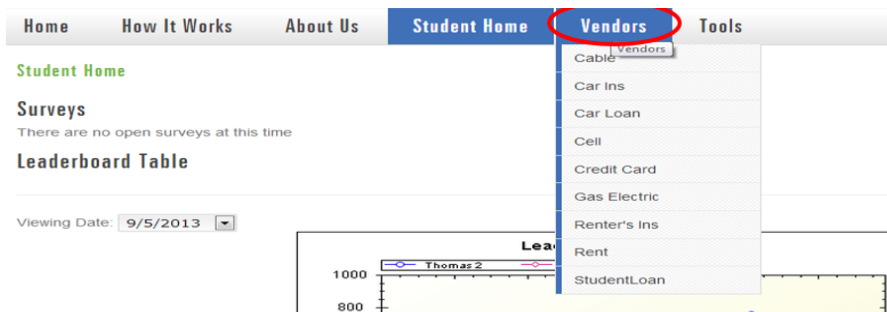 Home How It Works About Us Student Home Vendors Tools
Vendors
Student Home
Surveys
There are no open surveys at this time
Leaderboard Table
Viewing Date: 9/5/2013
Cable
Car Ins
Car Loan
Cell
Credit Card
Gas Electric
Renter's Ins
Rent
StudentLoan
Thomas 2
1000
800